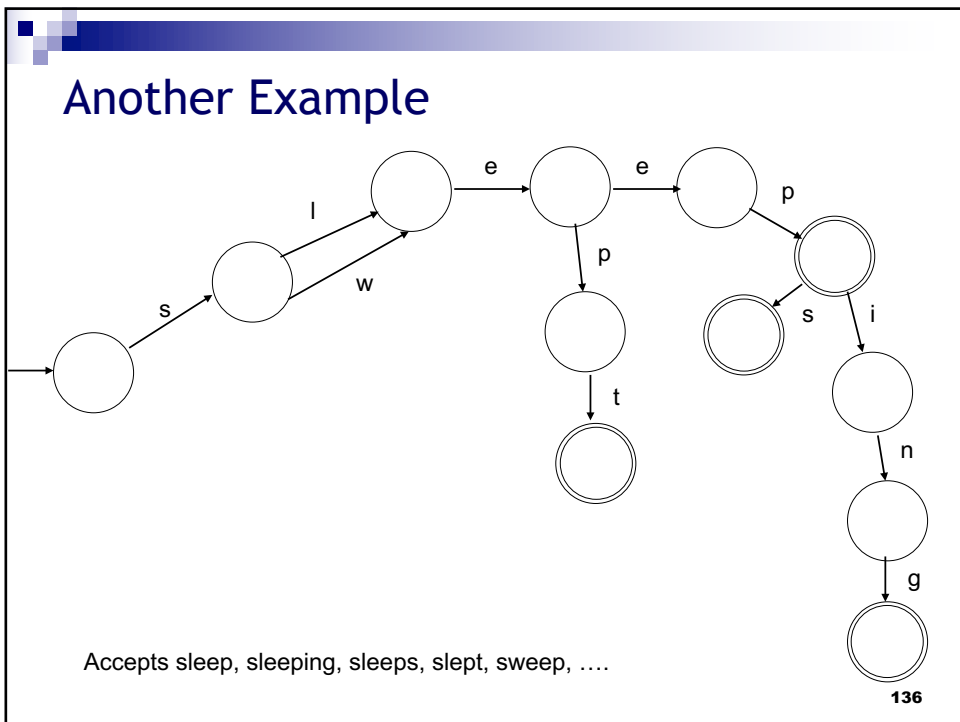 Another Example
e
e
p
l
w
p
s
s
i
t
n
g
Accepts sleep, sleeping, sleeps, slept, sweep, ….
136